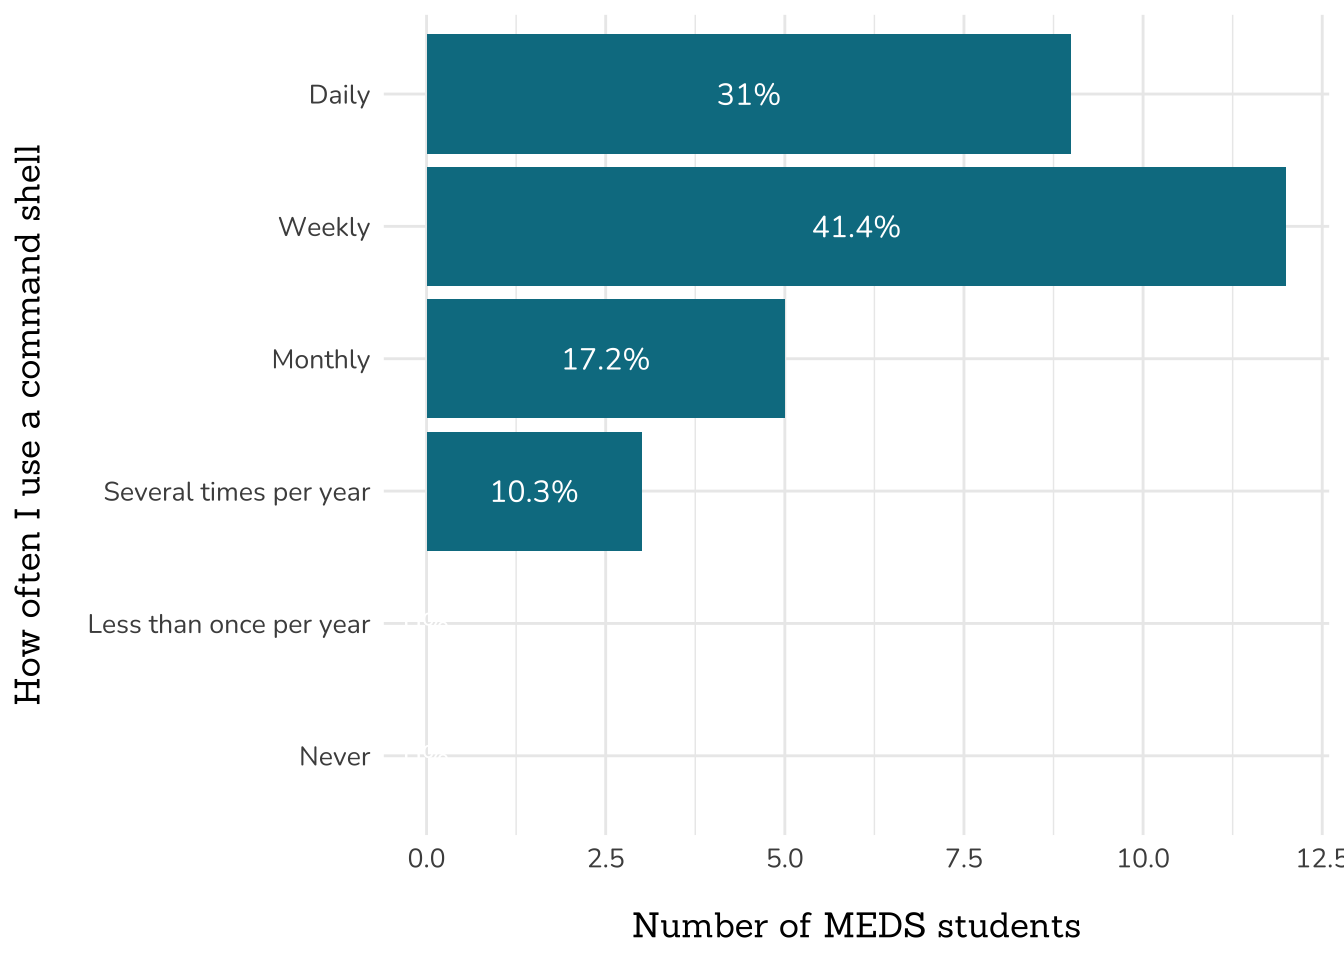 How often I use a command shell
Daily
31%
Weekly
41.4%
Monthly
17.2%
Several times per year
10.3%
Less than once per year
Never
0.0
2.5
5.0
7.5
10.0
12.5
Number of MEDS students